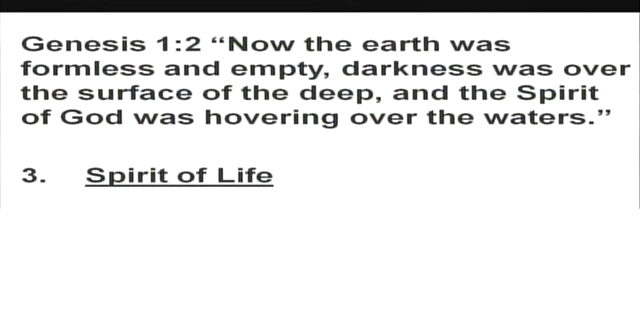 Genesis 1:2 “Now the earth was
formless and empty, darkness was over
the surface of the deep, and the Spirit
of God was hovering over the waters.”
3. Spirit of Life